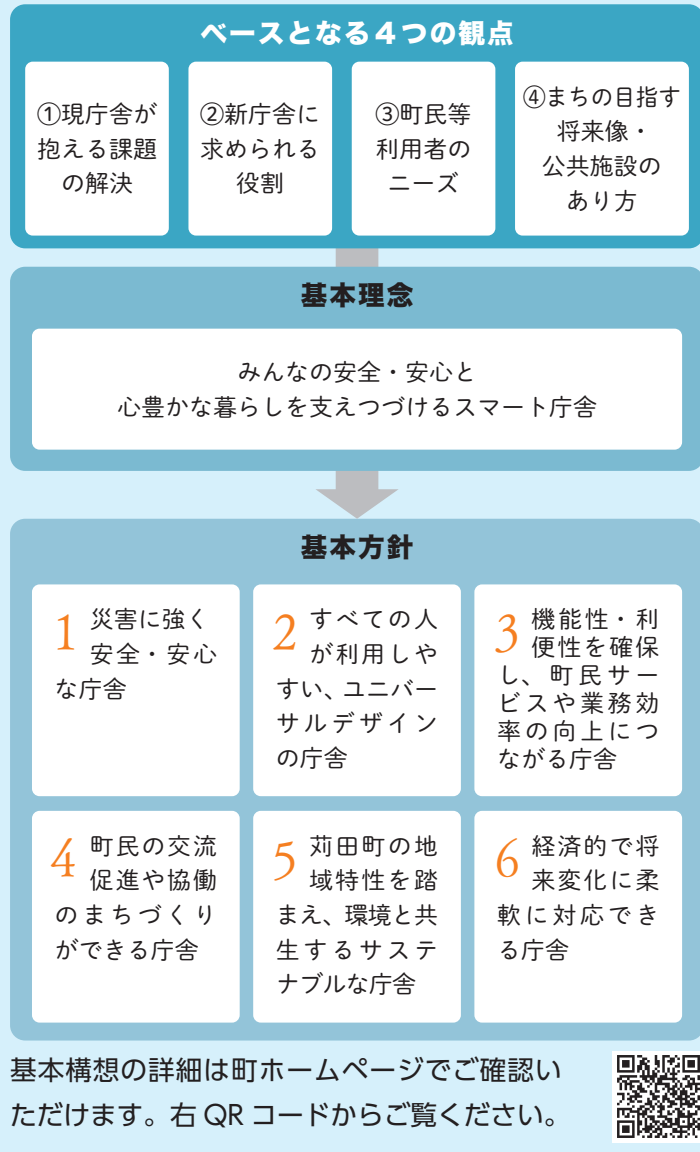 ベースとなる４つの観点
①現庁舎が
抱える課題
の解決
②新庁舎に
求められる
役割
③町民等
利用者の
ニーズ
④まちの目指す
将来像・
公共施設の
あり方
基本理念
みんなの安全・安心と
心豊かな暮らしを支えつづけるスマート庁舎
基本方針
1 災害に強く
安全・安心
な庁舎
2 すべての人
が利用しや
すい、ユニバー
サルデザイン
の庁舎
3 機能性・利
便性を確保
し、町民サー
ビスや業務効
率の向上につ
ながる庁舎
4 町民の交流
促進や協働
のまちづくり
ができる庁舎
5 苅田町の地
域特性を踏
まえ、環境と共
生するサステ
ナブルな庁舎
6 経済的で将
来変化に柔
軟に対応でき
る庁舎
基本構想の詳細は町ホームページでご確認い
ただけます。右 QR コードからご覧ください。